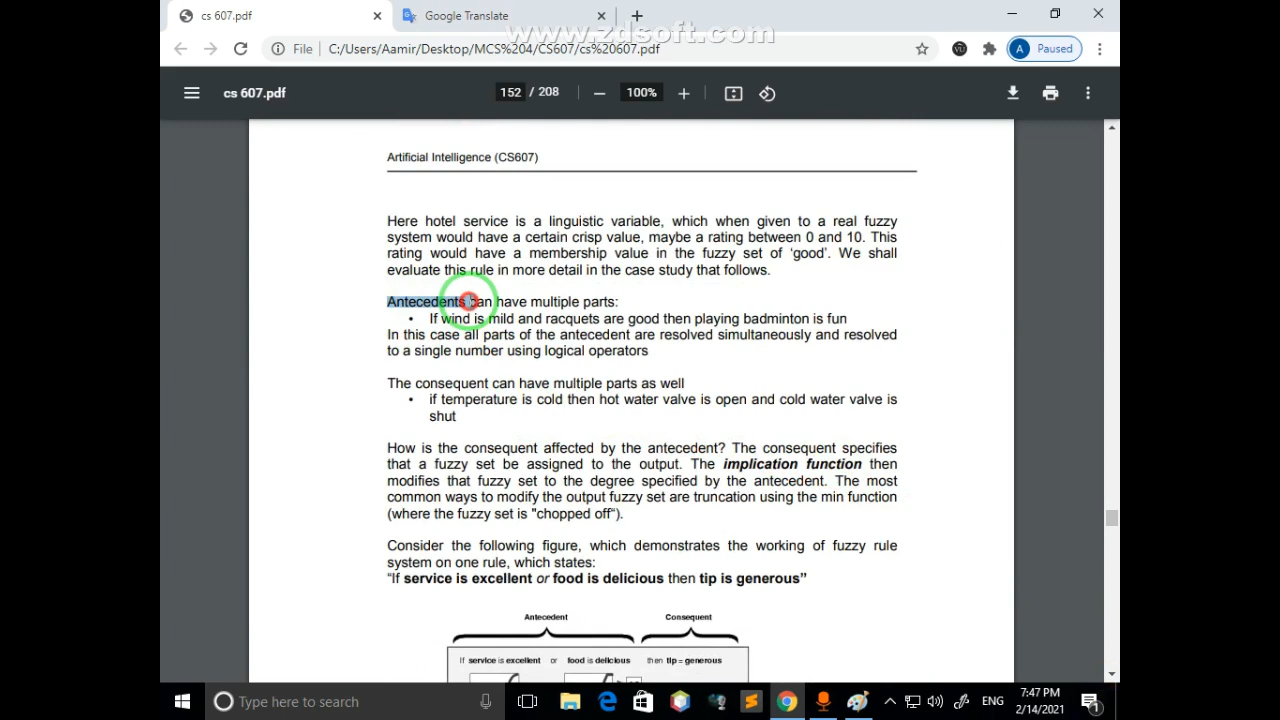 cs 607.pdf
Google Translate
www.zdsoft.com
File
C:/Users/Aamir/Desktop/MCS%204/CS607/cs%20607.pdf
VU
A
Paused
cs 607.pdf
152 / 208
100%
Artificial Intelligence (CS607)
Here hotel service is a linguistic variable, which when given to a real fuzzy
system would have a certain crisp value, maybe a rating between 0 and 10. This
rating would have a membership value in the fuzzy set of ‘good’. We shall
evaluate this rule in more detail in the case study that follows.
Antecedents can have multiple parts:
• If wind is mild and racquets are good then playing badminton is fun
In this case all parts of the antecedent are resolved simultaneously and resolved
to a single number using logical operators
The consequent can have multiple parts as well
• if temperature is cold then hot water valve is open and cold water valve is
shut
How is the consequent affected by the antecedent? The consequent specifies
that a fuzzy set be assigned to the output. The implication function then
modifies that fuzzy set to the degree specified by the antecedent. The most
common ways to modify the output fuzzy set are truncation using the min function
(where the fuzzy set is "chopped off“).
Consider the following figure, which demonstrates the working of fuzzy rule
system on one rule, which states:
“If service is excellent or food is delicious then tip is generous”
Antecedent
Consequent
If service is excellent or food is delicious then tip = generous
Type here to search
ENG
7:47 PM
2/14/2021
1